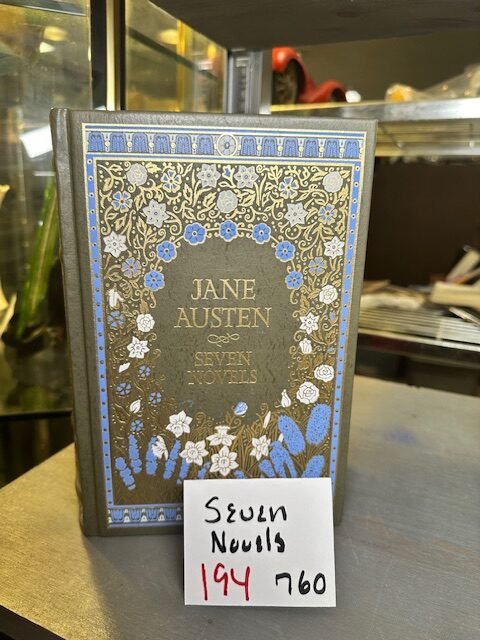 JANE
AUSTEN
SEVEN
NOVELS
Seven
Novels
194 760